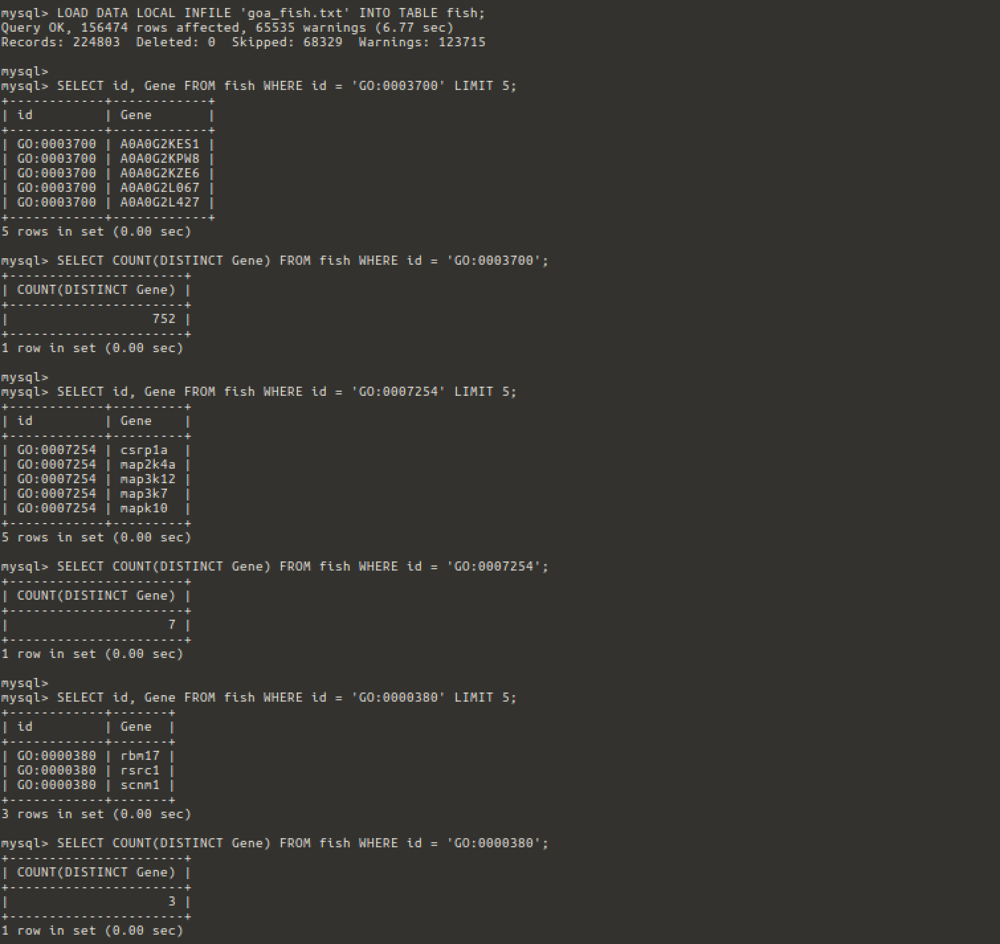 mysql> LOAD DATA LOCAL INFILE 'goa_fish.txt' INTO TABLE fish;
Query OK, 156474 rows affected, 65535 warnings (6.77 sec)
Records: 224803  Deleted: 0  Skipped: 68329  Warnings: 123715

mysql>
mysql> SELECT id, Gene FROM fish WHERE id = 'GO:0003700' LIMIT 5;
+------------+------------+
| id         | Gene       |
+------------+------------+
| GO:0003700 | A0A0G2KES1 |
| GO:0003700 | A0A0G2KPW8 |
| GO:0003700 | A0A0G2KZE6 |
| GO:0003700 | A0A0G2L067 |
| GO:0003700 | A0A0G2L427 |
+------------+------------+
5 rows in set (0.00 sec)

mysql> SELECT COUNT(DISTINCT Gene) FROM fish WHERE id = 'GO:0003700';
+----------------------+
| COUNT(DISTINCT Gene) |
+----------------------+
|                  752 |
+----------------------+
1 row in set (0.00 sec)

mysql>
mysql> SELECT id, Gene FROM fish WHERE id = 'GO:0007254' LIMIT 5;
+------------+---------+
| id         | Gene    |
+------------+---------+
| GO:0007254 | csrp1a  |
| GO:0007254 | map2k4a |
| GO:0007254 | map3k12 |
| GO:0007254 | map3k7  |
| GO:0007254 | mapk10  |
+------------+---------+
5 rows in set (0.00 sec)

mysql> SELECT COUNT(DISTINCT Gene) FROM fish WHERE id = 'GO:0007254';
+----------------------+
| COUNT(DISTINCT Gene) |
+----------------------+
|                    7 |
+----------------------+
1 row in set (0.00 sec)

mysql>
mysql> SELECT id, Gene FROM fish WHERE id = 'GO:0000380' LIMIT 5;
+------------+-------+
| id         | Gene  |
+------------+-------+
| GO:0000380 | rbm17 |
| GO:0000380 | rsrc1 |
| GO:0000380 | scnm1 |
+------------+-------+
3 rows in set (0.00 sec)

mysql> SELECT COUNT(DISTINCT Gene) FROM fish WHERE id = 'GO:0000380';
+----------------------+
| COUNT(DISTINCT Gene) |
+----------------------+
|                    3 |
+----------------------+
1 row in set (0.00 sec)